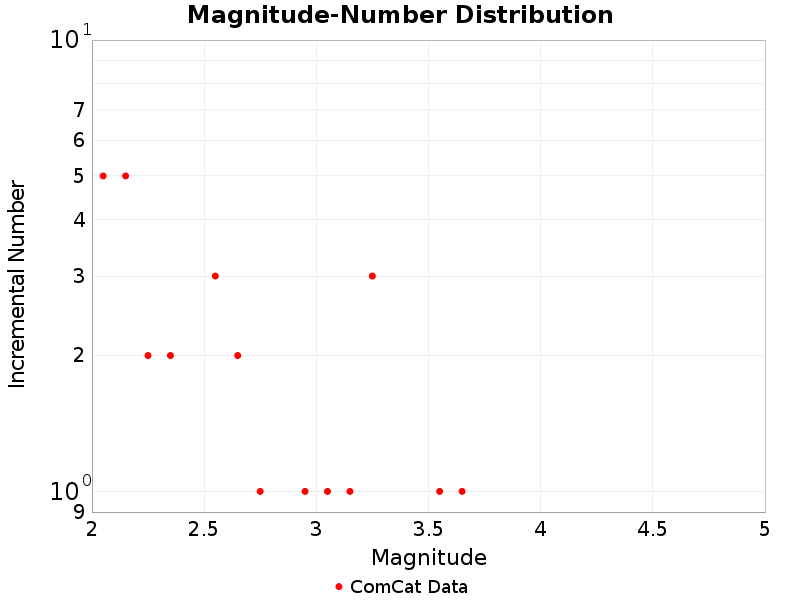 Magnitude-Number Distribution
10^1
7
6
5
4
3
2
10^0
9
Incremental Number
2 2.5 3 3.5 4 4.5 5
Magnitude
ComCat Data